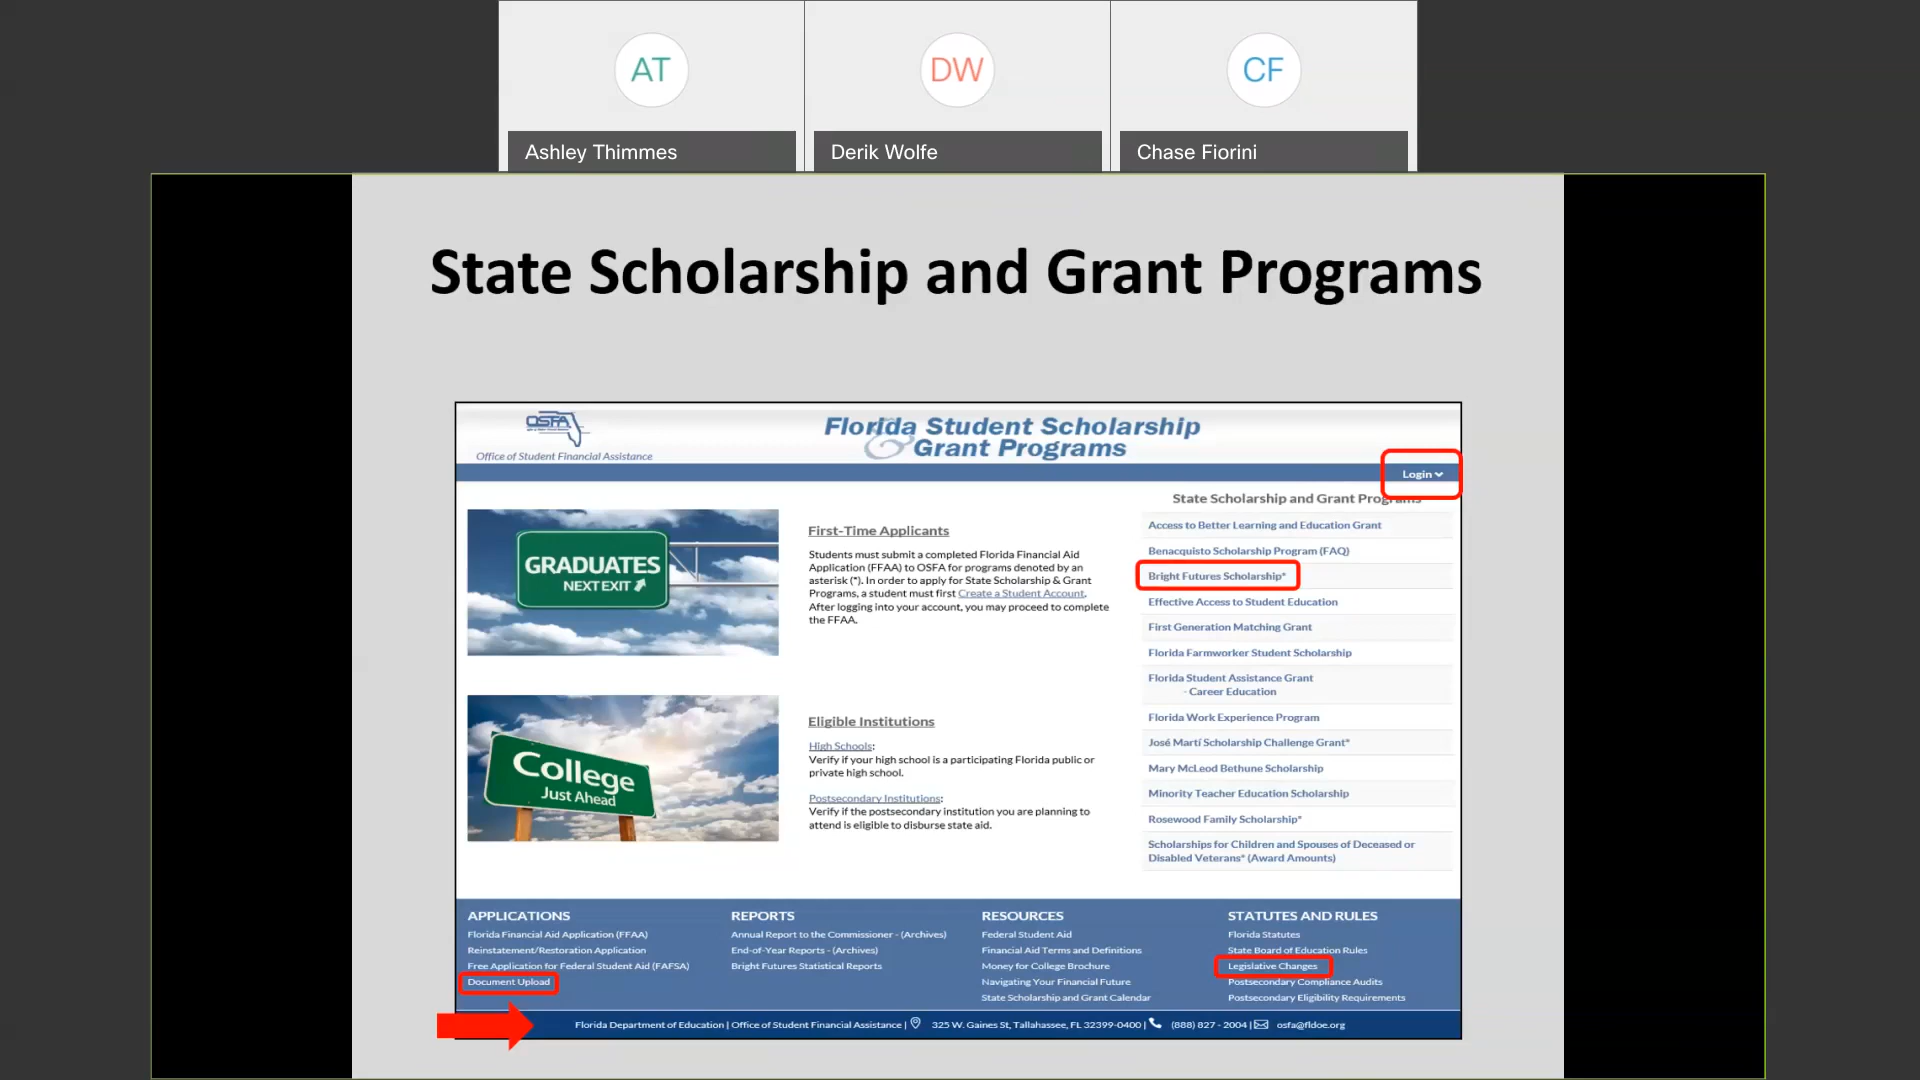 AT
DW
CF
Ashley Thimmes
Derik Wolfe
Chase Fiorini
State Scholarship and Grant Programs
OSFA
Office of Student Financial Assistance
Florida Student Scholarship
& Grant Programs
Login
State Scholarship and Grant Programs
GRADUATES
NEXT EXIT
First-Time Applicants
Students must submit a completed Florida Financial Aid
Application (FFAA) to OSFA for programs denoted by an
asterisk (*). In order to apply for State Scholarship & Grant
Programs, a student must first Create a Student Account.
After logging into your account, you may proceed to complete
the FFAA.
College
Just Ahead
Eligible Institutions
High Schools:
Verify if your high school is a participating Florida public or
private high school.
Postsecondary Institutions:
Verify if the postsecondary institution you are planning to
attend is eligible to disburse state aid.
Access to Better Learning and Education Grant
Benacquisto Scholarship Program (FAQ)
Bright Futures Scholarship*
Effective Access to Student Education
First Generation Matching Grant
Florida Farmworker Student Scholarship
Florida Student Assistance Grant
- Career Education
Florida Work Experience Program
José Martí Scholarship Challenge Grant*
Mary McLeod Bethune Scholarship
Minority Teacher Education Scholarship
Rosewood Family Scholarship*
Scholarships for Children and Spouses of Deceased or
Disabled Veterans* (Award Amounts)
APPLICATIONS
Florida Financial Aid Application (FFAA)
Reinstatement/Restoration Application
Free Application for Federal Student Aid (FAFSA)
Document Upload
REPORTS
Annual Report to the Commissioner - (Archives)
End-of-Year Reports - (Archives)
Bright Futures Statistical Reports
RESOURCES
Federal Student Aid
Financial Aid Terms and Definitions
Money for College Brochure
Navigating Your Financial Future
State Scholarship and Grant Calendar
STATUTES AND RULES
Florida Statutes
State Board of Education Rules
Legislative Changes
Postsecondary Compliance Audits
Postsecondary Eligibility Requirements
Florida Department of Education | Office of Student Financial Assistance | 325 W. Gaines St, Tallahassee, FL 32399-0400 | (888) 827 - 2004 | osfa@fldoe.org